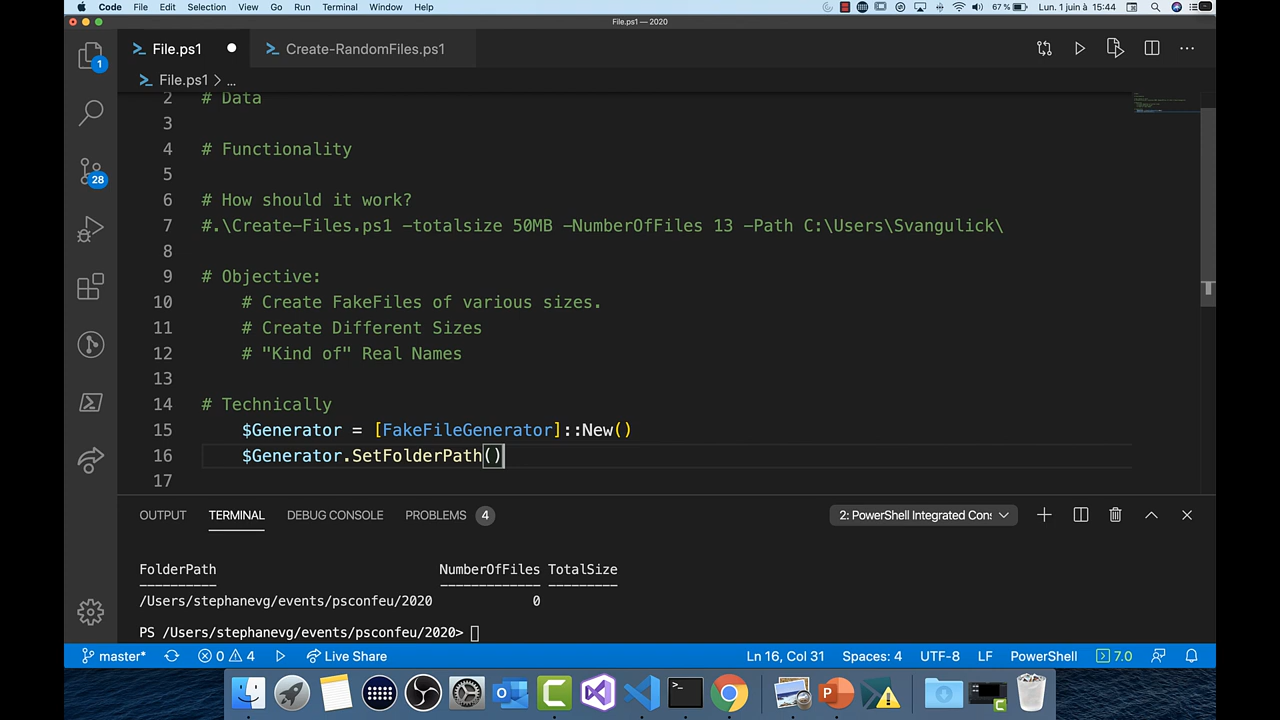 Code File Edit Selection View Go Run Terminal Window Help 67 % Lun. 1 juin à 15:44
File.ps1 — 2020
File.ps1 Create-RandomFiles.ps1
1
File.ps1 > ...
2 # Data
3
4 # Functionality
5
6 # How should it work?
7 #.\Create-Files.ps1 -totalsize 50MB -NumberOfFiles 13 -Path C:\Users\Svangulick\
28
8
9 # Objective:
10 # Create FakeFiles of various sizes.
11 # Create Different Sizes
12 # "Kind of" Real Names
13
14 # Technically
15 $Generator = [FakeFileGenerator]::New()
16 $Generator.SetFolderPath()
17
OUTPUT TERMINAL DEBUG CONSOLE PROBLEMS 4 2: PowerShell Integrated Cons
FolderPath NumberOfFiles TotalSize
---------- ------------- ---------
/Users/stephanevg/events/psconfeu/2020 0
PS /Users/stephanevg/events/psconfeu/2020>
master* 0 4 Live Share Ln 16, Col 31 Spaces: 4 UTF-8 LF PowerShell 7.0